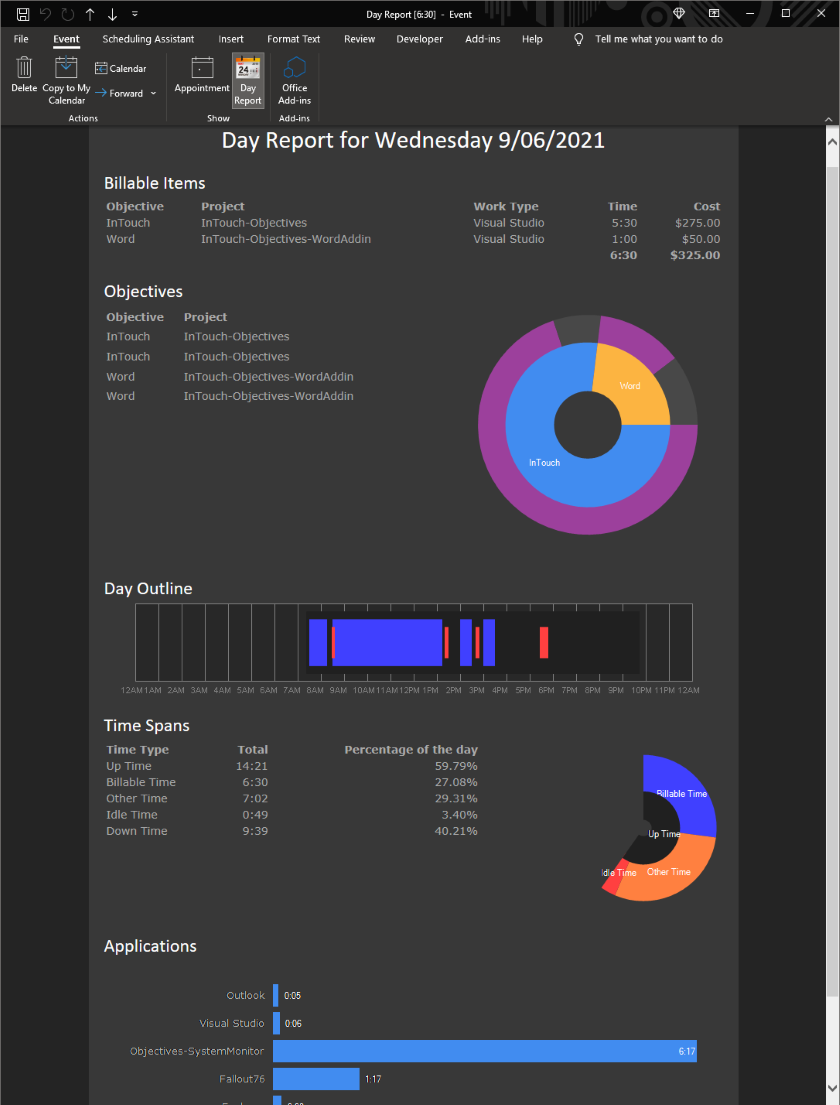 Day Report [6:30] - Event
File Event Scheduling Assistant Insert Format Text Review Developer Add-ins Help Tell me what you want to do
Delete
Copy to My Calendar
Calendar
Forward
Actions
Appointment
Day Report
Show
Office Add-ins
Add-ins
Day Report for Wednesday 9/06/2021
Billable Items
Objective Project Work Type Time Cost
InTouch InTouch-Objectives Visual Studio 5:30 $275.00
Word InTouch-Objectives-WordAddin Visual Studio 1:00 $50.00
6:30 $325.00
Objectives
Objective Project
InTouch InTouch-Objectives
InTouch InTouch-Objectives
Word InTouch-Objectives-WordAddin
Word InTouch-Objectives-WordAddin
Word
InTouch
Day Outline
12AM 1AM 2AM 3AM 4AM 5AM 6AM 7AM 8AM 9AM 10AM 11AM 12PM 1PM 2PM 3PM 4PM 5PM 6PM 7PM 8PM 9PM 10PM 11PM 12AM
Time Spans
Time Type Total Percentage of the day
Up Time 14:21 59.79%
Billable Time 6:30 27.08%
Other Time 7:02 29.31%
Idle Time 0:49 3.40%
Down Time 9:39 40.21%
Billable Time
Up Time
Idle Time Other Time
Applications
Outlook 0:05
Visual Studio 0:06
Objectives-SystemMonitor 6:17
Fallout76 1:17